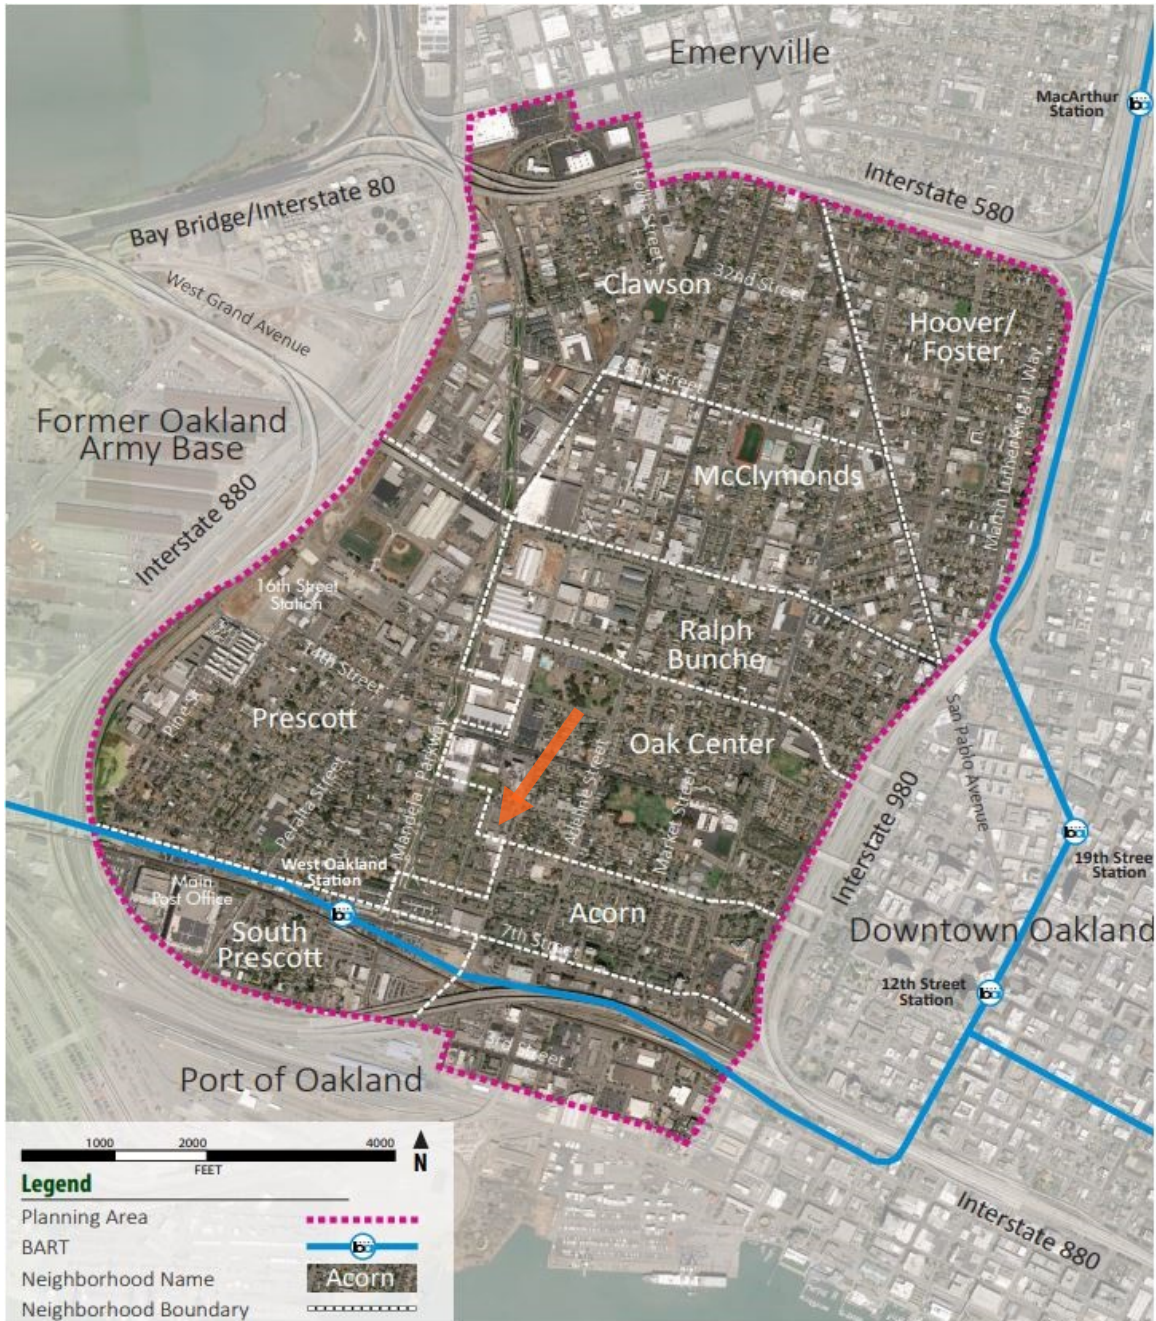 Emeryville
MacArthur
Station
Interstate 580
Bay Bridge/Interstate 80
Street
Clawson
32nd Street
West Grand Avenue
Hoover/
Foster
Street
Martin Luther King Jr Way
Former Oakland
Army Base
McClymonds
Interstate 880
16th Street
Station
Ralph
Bunche
14th Street
Pine St
Prescott
Oak Center
San Pablo Avenue
Mandela Parkway
Adeline Street
Market Street
Peralta Street
Interstate 980
19th Stree
Station
West Oakland
Station
Main
Post Office
Acorn
South
Prescott
7th Street
Downtown Oakland
12th Street
Station
3rd Street
Port of Oakland
1000 2000 4000
FEET
N
Legend
Planning Area
BART
Neighborhood Name Acorn
Neighborhood Boundary
Interstate 880